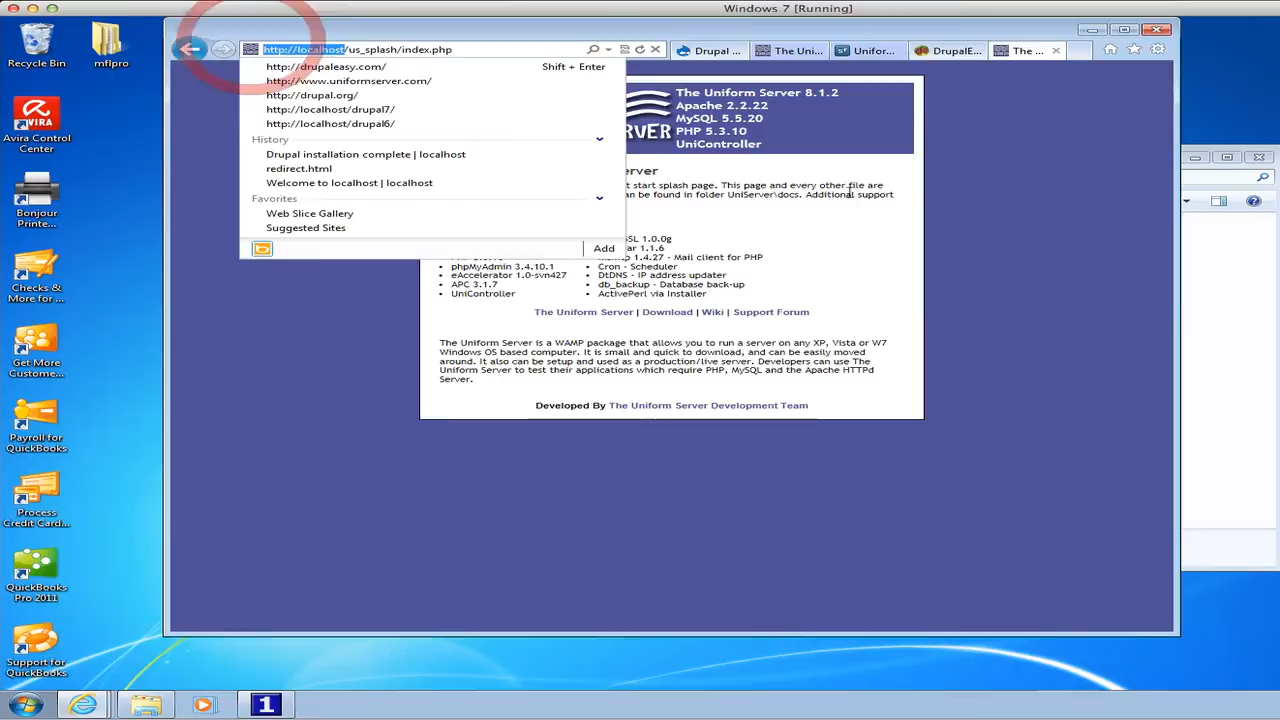 Windows 7 [Running]
Recycle Bin
mflpro
Avira Control
Center
Bonjour
Printe...
Checks &
More for ...
Get More
Custome...
Payroll for
QuickBooks
Process
Credit Card...
QuickBooks
Pro 2011
Support for
QuickBooks
http://localhost/us_splash/index.php
Drupal ...
The Uni...
Uniform...
DrupalE...
The ...
http://drupaleasy.com/ Shift + Enter
http://www.uniformserver.com/
http://drupal.org/
http://localhost/drupal7/
http://localhost/drupal6/
History
Drupal installation complete | localhost
redirect.html
Welcome to localhost | localhost
Favorites
Web Slice Gallery
Suggested Sites
Add
The Uniform Server 8.1.2
Apache 2.2.22
MySQL 5.5.20
PHP 5.3.10
UniController
start splash page. This page and every other file are
can be found in folder UniServer\docs. Additional support
1.0.0g
1.1.6
1.4.27 - Mail client for PHP
phpMyAdmin 3.4.10.1
Cron - Scheduler
eAccelerator 1.0-svn427
DtDNS - IP address updater
APC 3.1.7
db_backup - Database back-up
UniController
ActivePerl via Installer
The Uniform Server | Download | Wiki | Support Forum
The Uniform Server is a WAMP package that allows you to run a server on any XP, Vista or W7
Windows OS based computer. It is small and quick to download, and can be easily moved
around. It also can be setup and used as a production/live server. Developers can use The
Uniform Server to test their applications which require PHP, MySQL and the Apache HTTPd
Server.
Developed By The Uniform Server Development Team
1